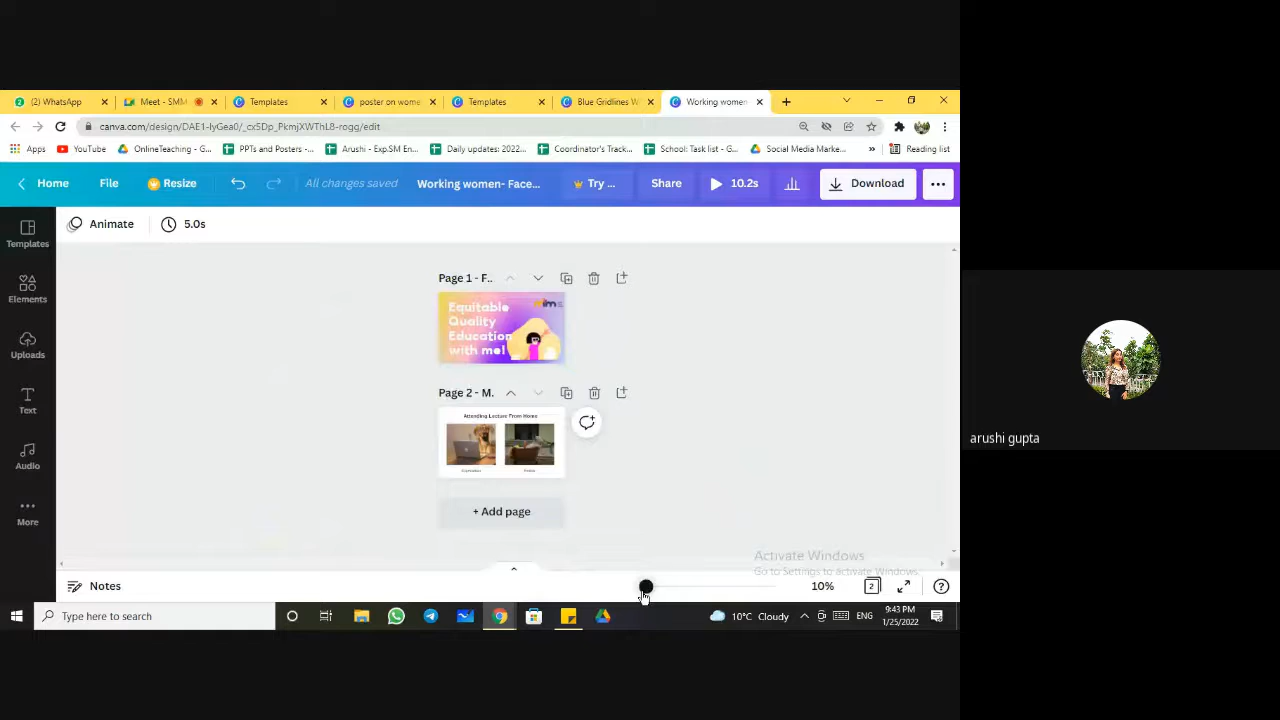 (2) WhatsApp
Meet - SMM
Templates
poster on wome
Templates
Blue Gridlines W
Working women
canva.com/design/DAE1-IyGea0/_cx5Dp_PkmjXWThL8-rogg/edit
Apps
YouTube
OnlineTeaching - G...
PPTs and Posters -...
Arushi - Exp.SM En...
Daily updates: 2022...
Coordinator's Track...
School: Task list - G...
Social Media Marke...
»
Reading list
Home
File
Resize
All changes saved
Working women- Face...
Try ...
Share
10.2s
Download
Animate
5.0s
Templates
Elements
Uploads
Text
Audio
More
Page 1 - F..
Equitable
Quality
Education
with me!
Page 2 - M.
Attending Lecture From Home
+ Add page
arushi gupta
Activate Windows
Go to Settings to activate Windows.
Notes
10%
2
Type here to search
10°C Cloudy
ENG
9:43 PM
1/25/2022